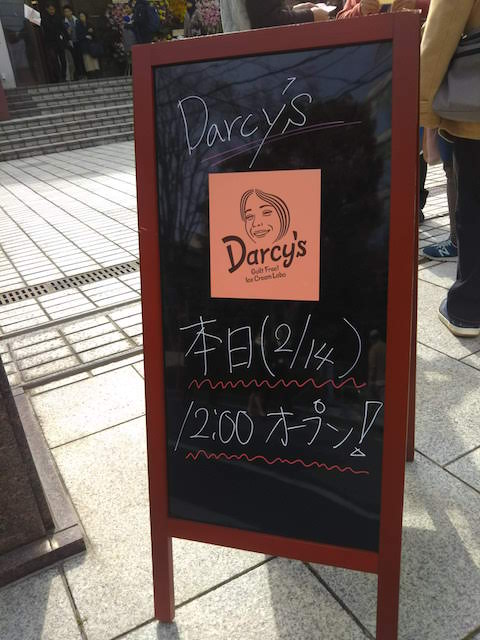 Darcy's
Darcy's
Guilt Free!
Ice Cream Labo
本日(2/14)
12:00 オープン!